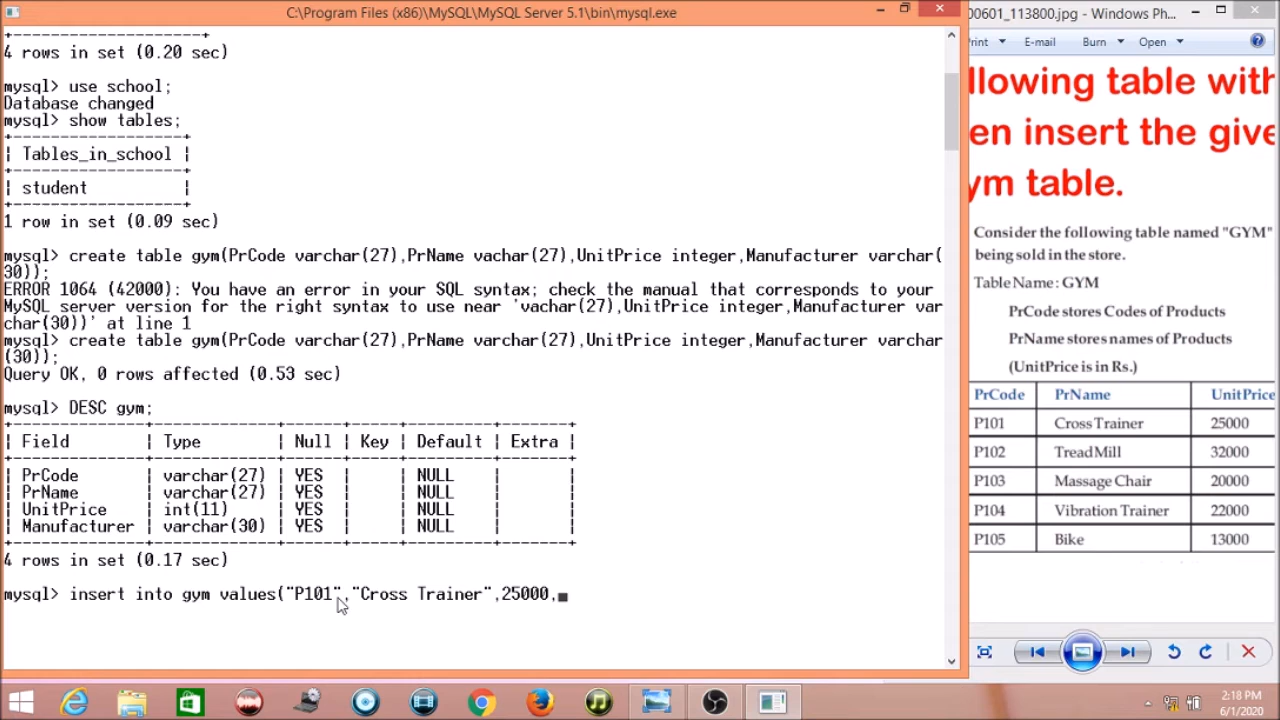 C:\Program Files (x86)\MySQL\MySQL Server 5.1\bin\mysql.exe
+---------------------+
4 rows in set (0.20 sec)
mysql> use school;
Database changed
mysql> show tables;
+-------------------+
| Tables_in_school |
+-------------------+
| student |
+-------------------+
1 row in set (0.09 sec)
mysql> create table gym(PrCode varchar(27),PrName vachar(27),UnitPrice integer,Manufacturer varchar(
30));
ERROR 1064 (42000): You have an error in your SQL syntax; check the manual that corresponds to your
MySQL server version for the right syntax to use near 'vachar(27),UnitPrice integer,Manufacturer var
char(30))' at line 1
mysql> create table gym(PrCode varchar(27),PrName varchar(27),UnitPrice integer,Manufacturer varchar
(30));
Query OK, 0 rows affected (0.53 sec)
mysql> DESC gym;
+--------------+-------------+------+-----+---------+-------+
| Field | Type | Null | Key | Default | Extra |
+--------------+-------------+------+-----+---------+-------+
| PrCode | varchar(27) | YES | | NULL | |
| PrName | varchar(27) | YES | | NULL | |
| UnitPrice | int(11) | YES | | NULL | |
| Manufacturer | varchar(30) | YES | | NULL | |
+--------------+-------------+------+-----+---------+-------+
4 rows in set (0.17 sec)
mysql> insert into gym values("P101","Cross Trainer",25000,
00601_113800.jpg - Windows Ph...
Print E-mail Burn Open
llowing table with
en insert the give
ym table.
Consider the following table named "GYM"
being sold in the store.
Table Name : GYM
PrCode stores Codes of Products
PrName stores names of Products
(UnitPrice is in Rs.)
PrCode PrName UnitPrice
P101 Cross Trainer 25000
P102 TreadMill 32000
P103 Massage Chair 20000
P104 Vibration Trainer 22000
P105 Bike 13000
2:18 PM
6/1/2020